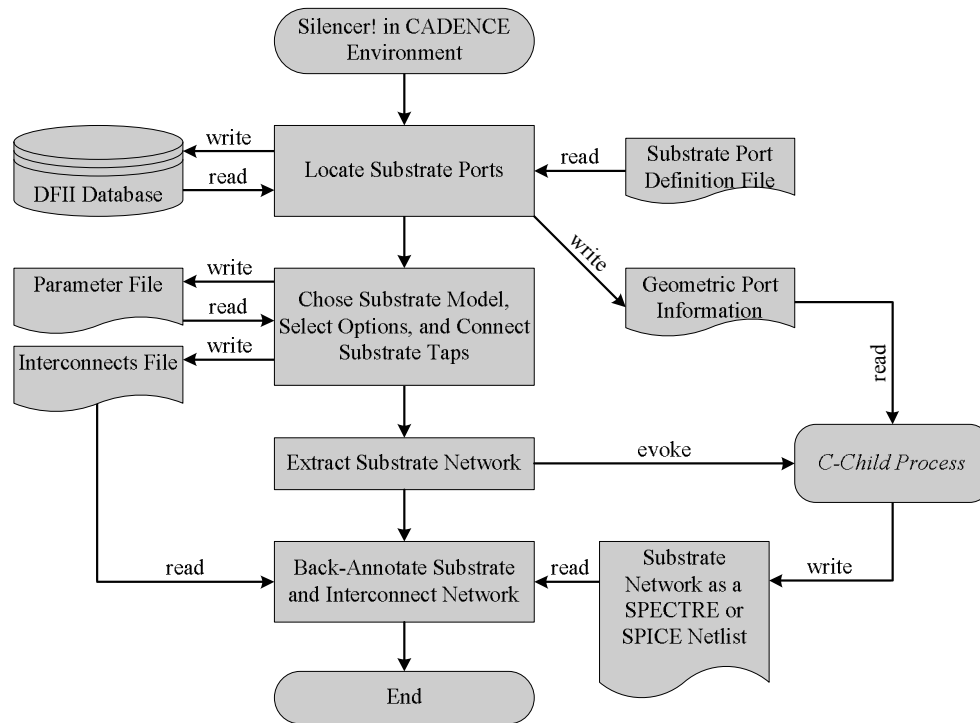 Silencer! in CADENCE
Environment
write
read
DFII Database
Locate Substrate Ports
read
Substrate Port
Definition File
write
Parameter File
write
read
Chose Substrate Model,
Select Options, and Connect
Substrate Taps
Geometric Port
Information
write
Interconnects File
read
Extract Substrate Network
evoke
C-Child Process
read
Back-Annotate Substrate
and Interconnect Network
read
Substrate
Network as a
SPECTRE or
SPICE Netlist
write
End